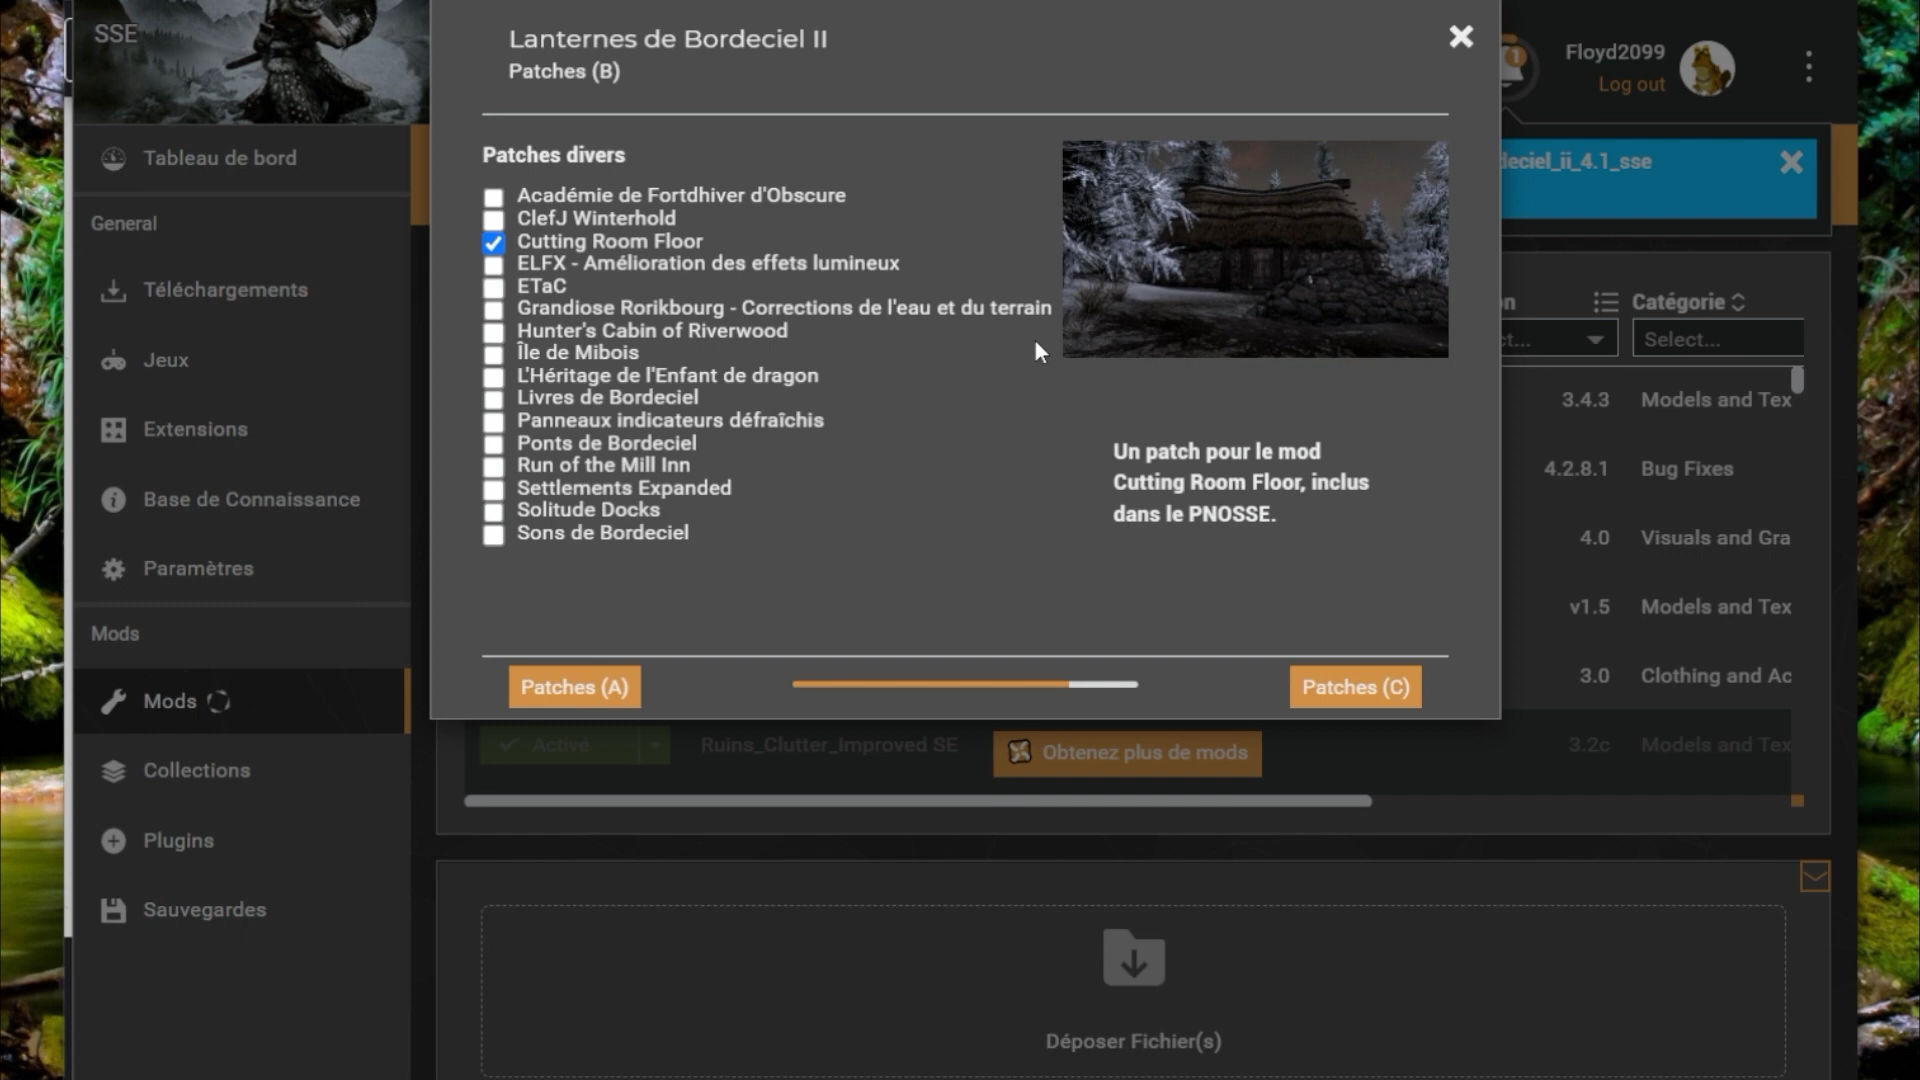 SSE
Lanternes de Bordeciel II
Patches (B)
1
Floyd2099
Log out
Tableau de bord
General
Téléchargements
Jeux
Extensions
Base de Connaissance
Paramètres
Mods
Mods
Collections
Plugins
Sauvegardes
Patches divers
Académie de Fortdhiver d'Obscure
ClefJ Winterhold
Cutting Room Floor
ELFX - Amélioration des effets lumineux
ETaC
Grandiose Rorikbourg - Corrections de l'eau et du terrain
Hunter's Cabin of Riverwood
Île de Mibois
L'Héritage de l'Enfant de dragon
Livres de Bordeciel
Panneaux indicateurs défraîchis
Ponts de Bordeciel
Run of the Mill Inn
Settlements Expanded
Solitude Docks
Sons de Bordeciel
Un patch pour le mod
Cutting Room Floor, inclus
dans le PNOSSE.
Patches (A)
Patches (C)
deciel_ii_4.1_sse
n
Catégorie
ct...
Select...
3.4.3 Models and Tex
4.2.8.1 Bug Fixes
4.0 Visuals and Gra
v1.5 Models and Tex
3.0 Clothing and Ac
Activé
Ruins_Clutter_Improved SE
Obtenez plus de mods
3.2c Models and Tex
Déposer Fichier(s)